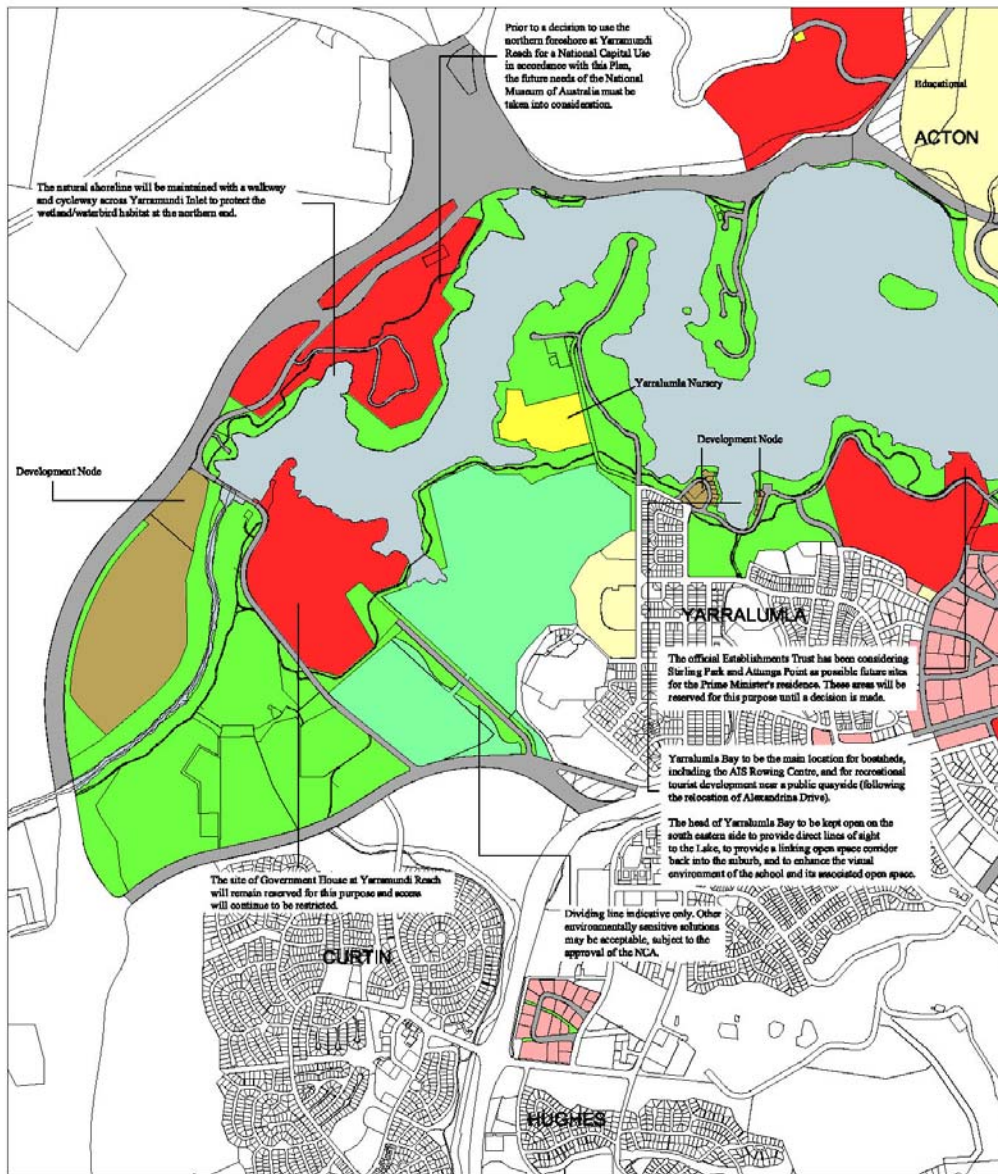 Prior to a decision to use the
northern foreshore at Yarramundi
Reach for a National Capital Use
in accordance with this Plan,
the future needs of the National
Museum of Australia must be
taken into consideration.
Educational
ACTON
The natural shoreline will be maintained with a walkway
and cycleway across Yarramundi Inlet to protect the
wetland/waterbird habitat at the northern end.
Yarralumla Nursery
Development Node
Development Node
YARRALUMLA
The official Establishments Trust has been considering
Stirling Park and Attunga Point as possible future sites
for the Prime Minister's residence. These areas will be
reserved for this purpose until a decision is made.
Yarralumla Bay to be the main location for boatsheds,
including the AIS Rowing Centre, and for recreational
tourist development near a public quayside (following
the relocation of Alexandrina Drive).
The head of Yarralumla Bay to be kept open on the
south eastern side to provide direct lines of sight
to the Lake, to provide a linking open space corridor
back into the suburb, and to enhance the visual
environment of the school and its associated open space.
The site of Government House at Yarramundi Reach
will remain reserved for this purpose and access
will continue to be restricted.
Dividing line indicative only. Other
environmentally sensitive solutions
may be acceptable, subject to the
approval of the NCA.
CURTIN
HUGHES